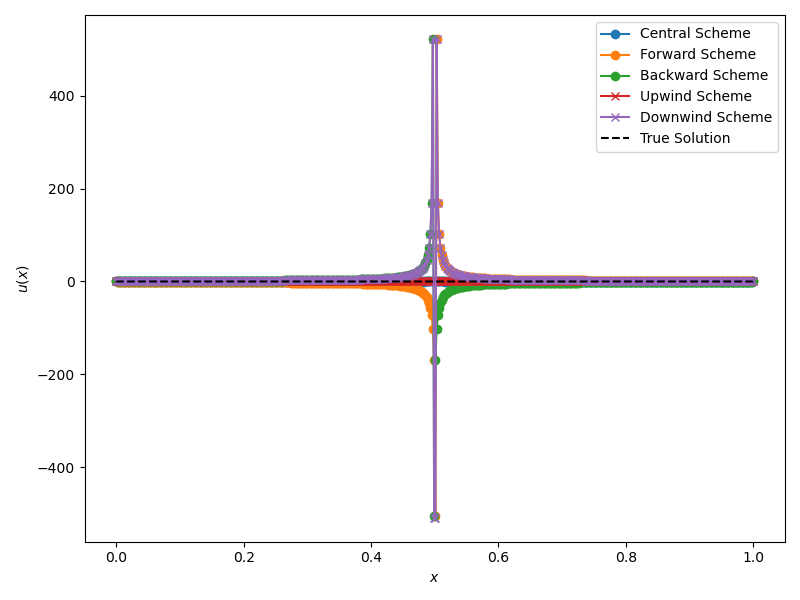 Central Scheme
Forward Scheme
Backward Scheme
Upwind Scheme
Downwind Scheme
True Solution
400
200
0
−200
−400
u(x)
0.0 0.2 0.4 0.6 0.8 1.0
x